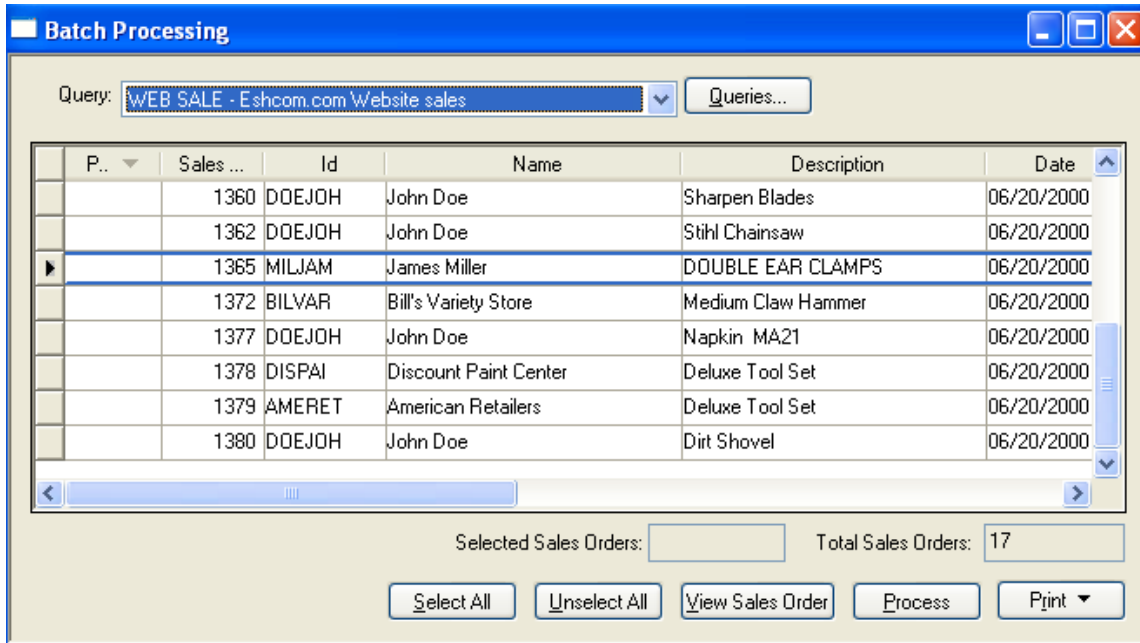 Batch Processing
Query: WEB SALE - Eshcom.com Website sales Queries...
P.. Sales ... Id Name Description Date
1360 DOEJOH John Doe Sharpen Blades 06/20/2000
1362 DOEJOH John Doe Stihl Chainsaw 06/20/2000
1365 MILJAM James Miller DOUBLE EAR CLAMPS 06/20/2000
1372 BILVAR Bill's Variety Store Medium Claw Hammer 06/20/2000
1377 DOEJOH John Doe Napkin MA21 06/20/2000
1378 DISPAI Discount Paint Center Deluxe Tool Set 06/20/2000
1379 AMERET American Retailers Deluxe Tool Set 06/20/2000
1380 DOEJOH John Doe Dirt Shovel 06/20/2000
Selected Sales Orders: Total Sales Orders: 17
Select All Unselect All View Sales Order Process Print